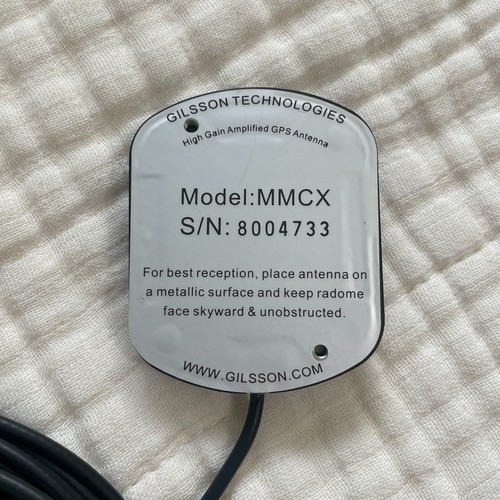 GILSSON TECHNOLOGIES
High Gain Amplified GPS Antenna
Model:MMCX
S/N: 8004733
For best reception, place antenna on
a metallic surface and keep radome
face skyward & unobstructed.
WWW.GILSSON.COM